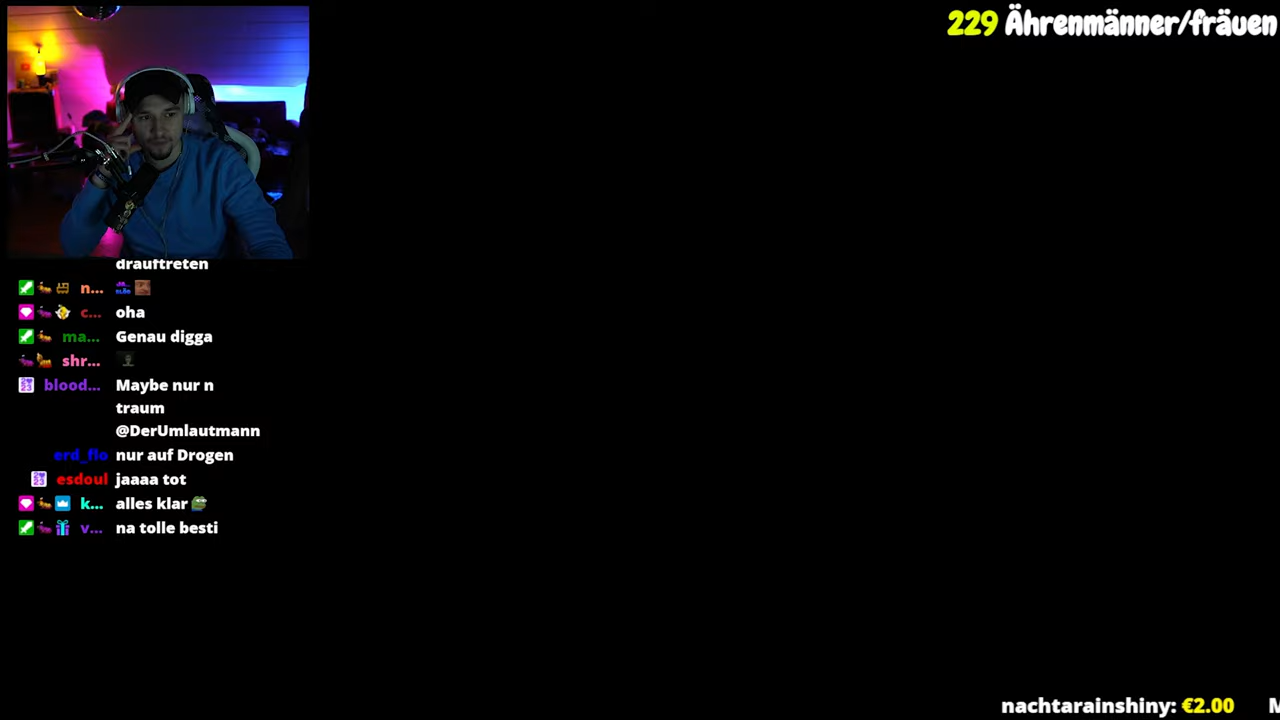 229 Ährenmänner/fräuen
drauftreten
n...
c... oha
ma... Genau digga
shr...
blood... Maybe nur n
traum
@DerUmlautmann
erd_flo nur auf Drogen
esdoul jaaaa tot
k... alles klar
v... na tolle besti
nachtarainshiny: €2.00 M